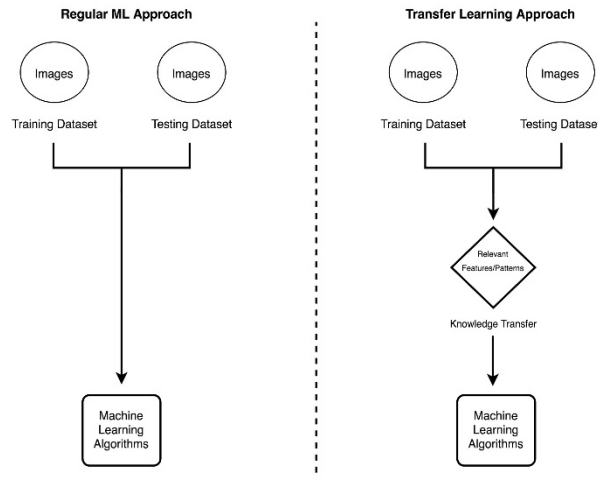 Regular ML Approach
Images
Images
Training Dataset
Testing Dataset
Machine
Learning
Algorithms
Transfer Learning Approach
Images
Images
Training Dataset
Testing Datase
Relevant
Features/Patterns
Knowledge Transfer
Machine
Learning
Algorithms